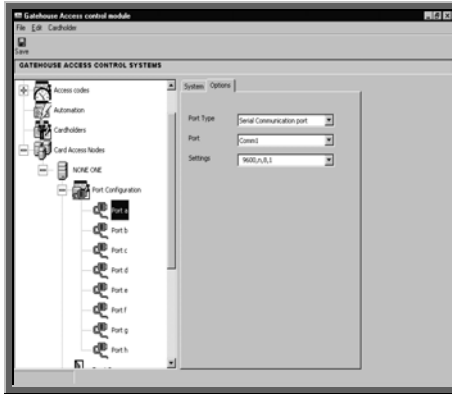 Gatehouse Access control module
File Edit Cardholder
Save
GATEHOUSE ACCESS CONTROL SYSTEMS
Access codes
Automation
Cardholders
Card Access Nodes
NONE ONE
Port Configuration
Port a
Port b
Port c
Port d
Port e
Port f
Port g
Port h
System Options
Port Type Serial Communication port
Port Comm1
Settings 9600,n,8,1